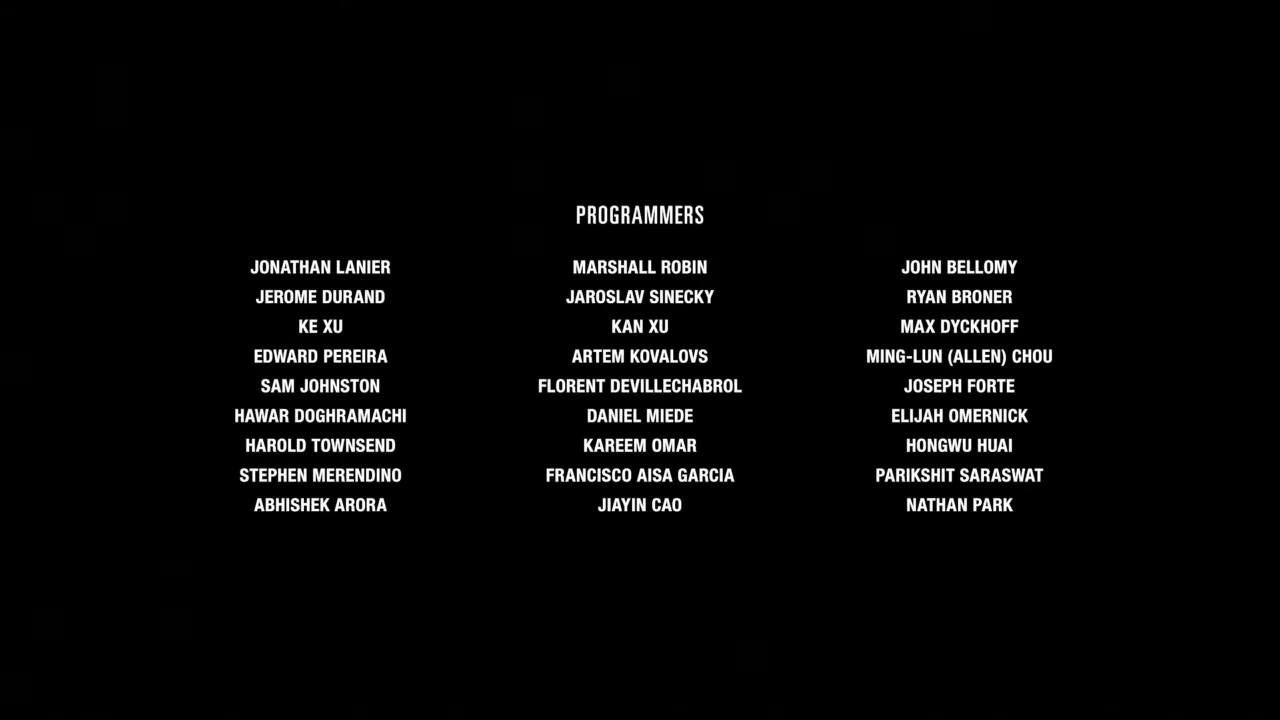 PROGRAMMERS
JONATHAN LANIER MARSHALL ROBIN JOHN BELLOMY
JEROME DURAND JAROSLAV SINECKY RYAN BRONER
KE XU KAN XU MAX DYCKHOFF
EDWARD PEREIRA ARTEM KOVALOVS MING-LUN (ALLEN) CHOU
SAM JOHNSTON FLORENT DEVILLECHABROL JOSEPH FORTE
HAWAR DOGHRAMACHI DANIEL MIEDE ELIJAH OMERNICK
HAROLD TOWNSEND KAREEM OMAR HONGWU HUAI
STEPHEN MERENDINO FRANCISCO AISA GARCIA PARIKSHIT SARASWAT
ABHISHEK ARORA JIAYIN CAO NATHAN PARK